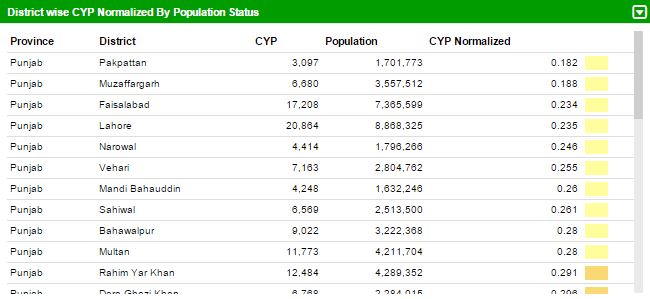 District wise CYP Normalized By Population Status
Province District CYP Population CYP Normalized
Punjab Pakpattan 3,097 1,701,773 0.182
Punjab Muzaffargarh 6,680 3,557,512 0.188
Punjab Faisalabad 17,208 7,365,599 0.234
Punjab Lahore 20,864 8,868,325 0.235
Punjab Narowal 4,414 1,796,266 0.246
Punjab Vehari 7,163 2,804,762 0.255
Punjab Mandi Bahauddin 4,248 1,632,246 0.26
Punjab Sahiwal 6,569 2,513,500 0.261
Punjab Bahawalpur 9,022 3,222,368 0.28
Punjab Multan 11,773 4,211,704 0.28
Punjab Rahim Yar Khan 12,484 4,289,352 0.291
Punjab Dera Ghazi Khan 6,768 2,284,015 0.296